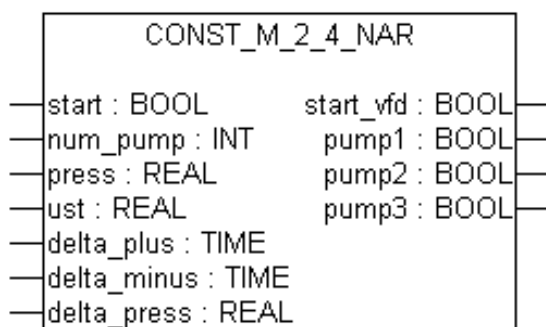 CONST_M_2_4_NAR
start : BOOL start_vfd : BOOL
num_pump : INT pump1 : BOOL
press : REAL pump2 : BOOL
ust : REAL pump3 : BOOL
delta_plus : TIME
delta_minus : TIME
delta_press : REAL